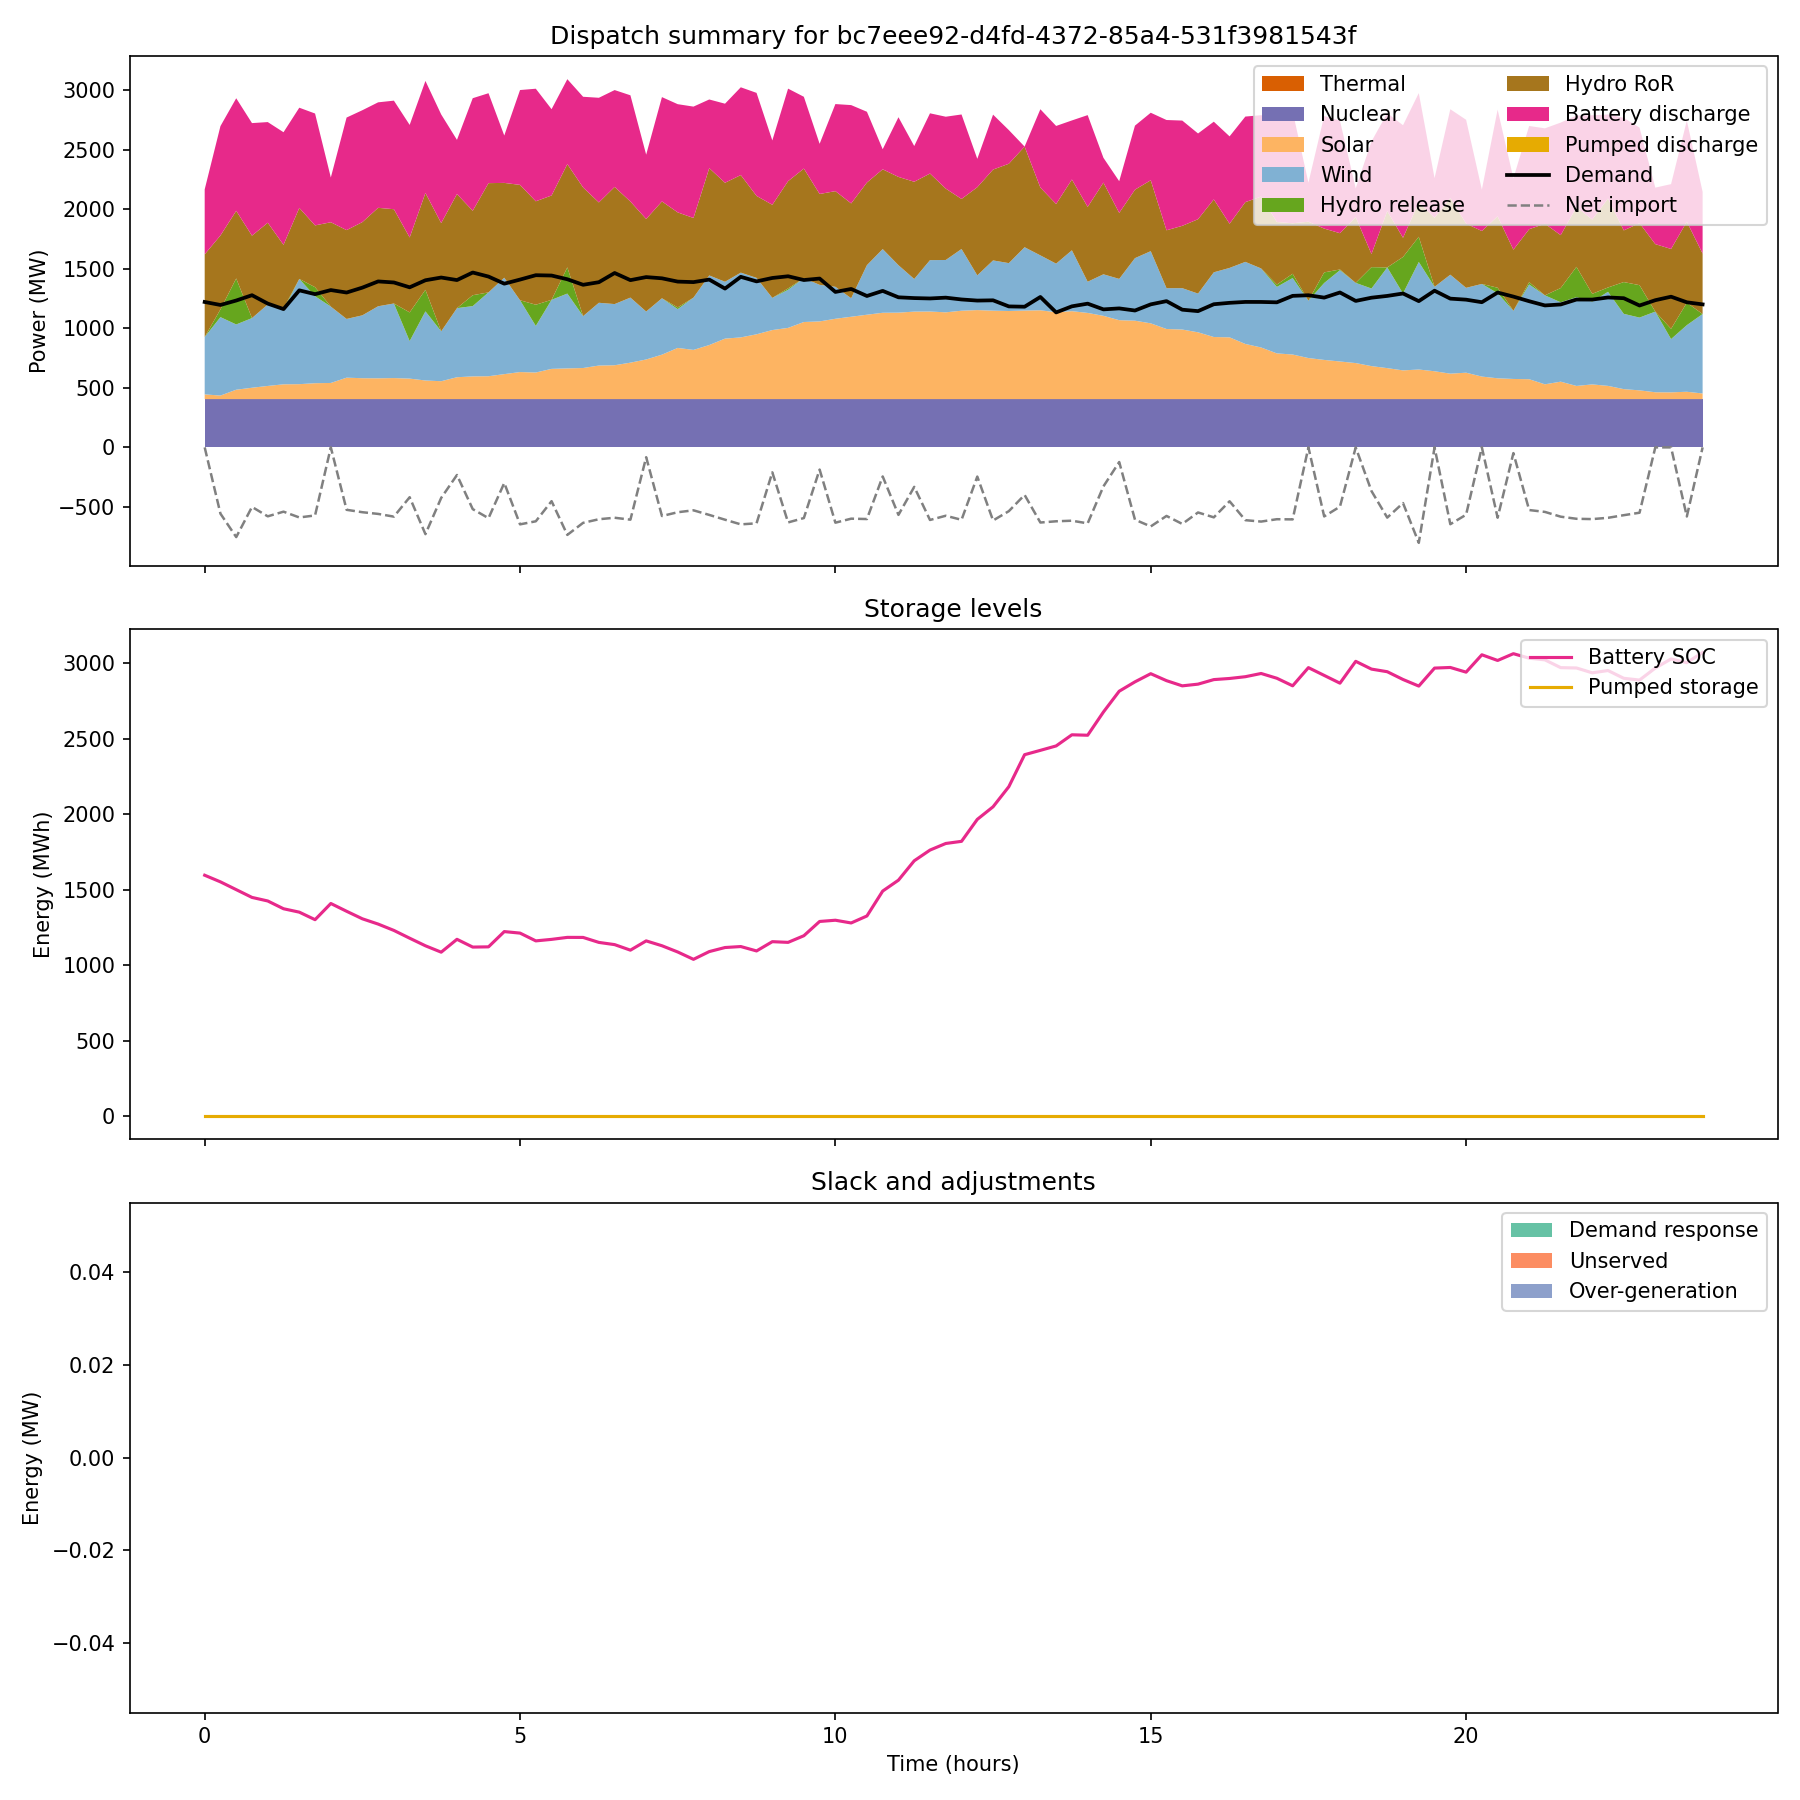 Dispatch summary for bc7eee92-d4fd-4372-85a4-531f3981543f
Power (MW)
3000
2500
2000
1500
1000
500
0
−500
Thermal
Nuclear
Solar
Wind
Hydro release
Hydro RoR
Battery discharge
Pumped discharge
Demand
Net import
Storage levels
Energy (MWh)
3000
2500
2000
1500
1000
500
0
Battery SOC
Pumped storage
Slack and adjustments
Energy (MW)
0.04
0.02
0.00
−0.02
−0.04
Demand response
Unserved
Over-generation
0
5
10
15
20
Time (hours)